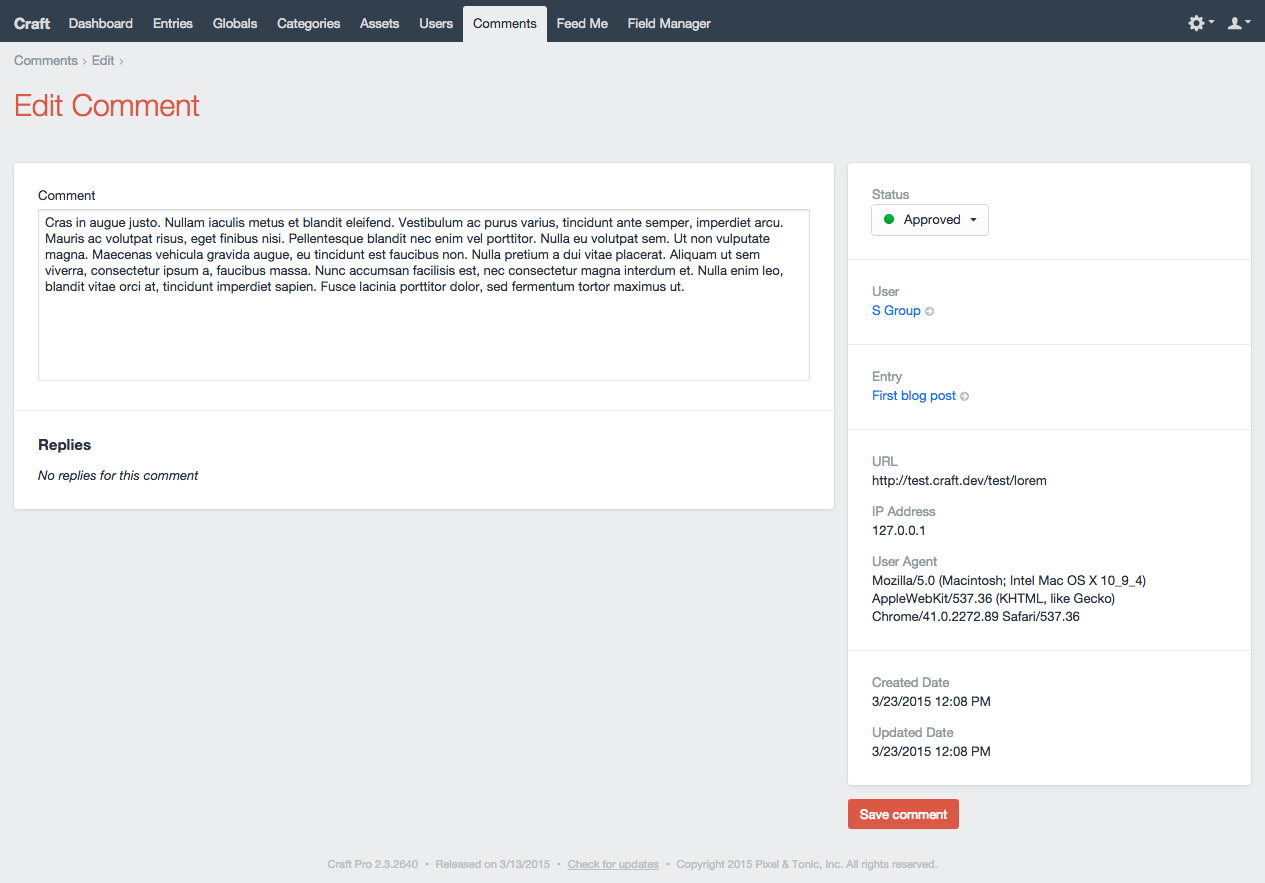 Craft Dashboard Entries Globals Categories Assets Users Comments Feed Me Field Manager
Comments › Edit ›
Edit Comment
Comment
Cras in augue justo. Nullam iaculis metus et blandit eleifend. Vestibulum ac purus varius, tincidunt ante semper, imperdiet arcu.
Mauris ac volutpat risus, eget finibus nisi. Pellentesque blandit nec enim vel porttitor. Nulla eu volutpat sem. Ut non vulputate
magna. Maecenas vehicula gravida augue, eu tincidunt est faucibus non. Nulla pretium a dui vitae placerat. Aliquam ut sem
viverra, consectetur ipsum a, faucibus massa. Nunc accumsan facilisis est, nec consectetur magna interdum et. Nulla enim leo,
blandit vitae orci at, tincidunt imperdiet sapien. Fusce lacinia porttitor dolor, sed fermentum tortor maximus ut.
Replies
No replies for this comment
Status
Approved
User
S Group
Entry
First blog post
URL
http://test.craft.dev/test/lorem
IP Address
127.0.0.1
User Agent
Mozilla/5.0 (Macintosh; Intel Mac OS X 10_9_4)
AppleWebKit/537.36 (KHTML, like Gecko)
Chrome/41.0.2272.89 Safari/537.36
Created Date
3/23/2015 12:08 PM
Updated Date
3/23/2015 12:08 PM
Save comment
Craft Pro 2.3.2640 • Released on 3/13/2015 • Check for updates • Copyright 2015 Pixel & Tonic, Inc. All rights reserved.